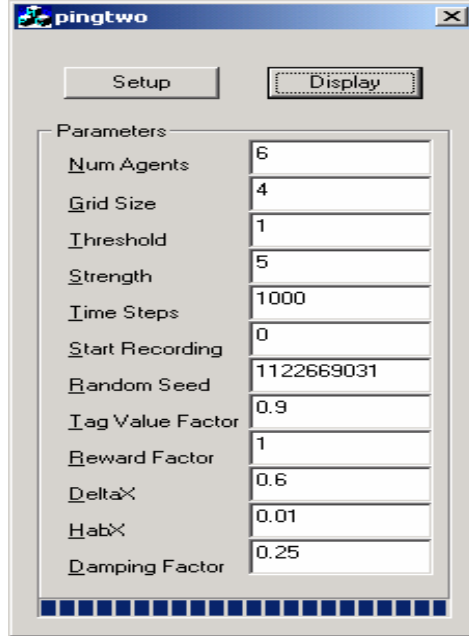 pingtwo
Setup Display
Parameters
Num Agents 6
Grid Size 4
Threshold 1
Strength 5
Time Steps 1000
Start Recording 0
Random Seed 1122669031
Tag Value Factor 0.9
Reward Factor 1
DeltaX 0.6
HabX 0.01
Damping Factor 0.25